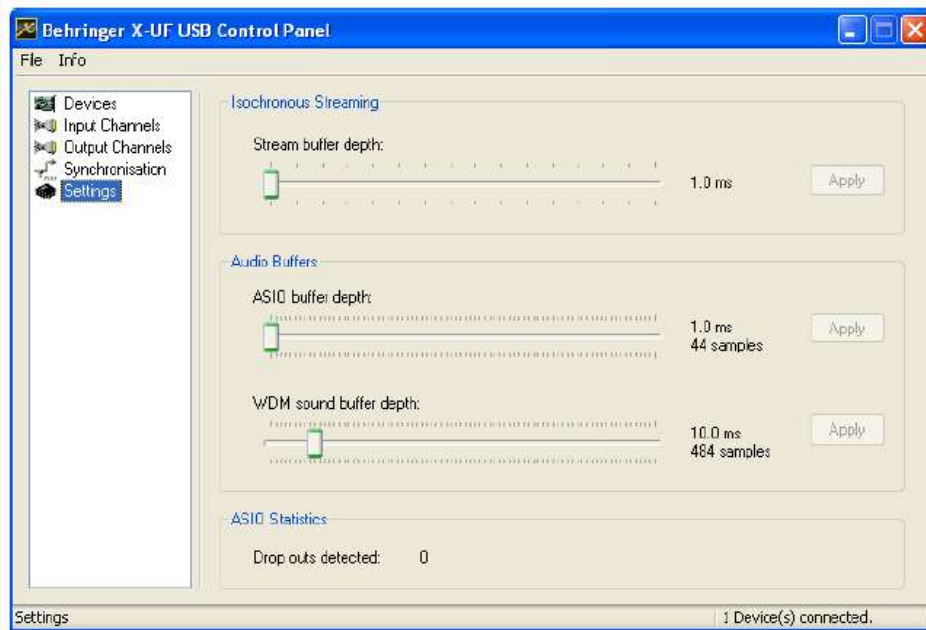 Behringer X-UF USB Control Panel
File Info
Devices
Input Channels
Output Channels
Synchronisation
Settings
Isochronous Streaming
Stream buffer depth:
1.0 ms
Apply
Audio Buffers
ASIO buffer depth:
1.0 ms
44 samples
Apply
WDM sound buffer depth:
10.0 ms
484 samples
Apply
ASIO Statistics
Drop outs detected: 0
Settings
1 Device(s) connected.